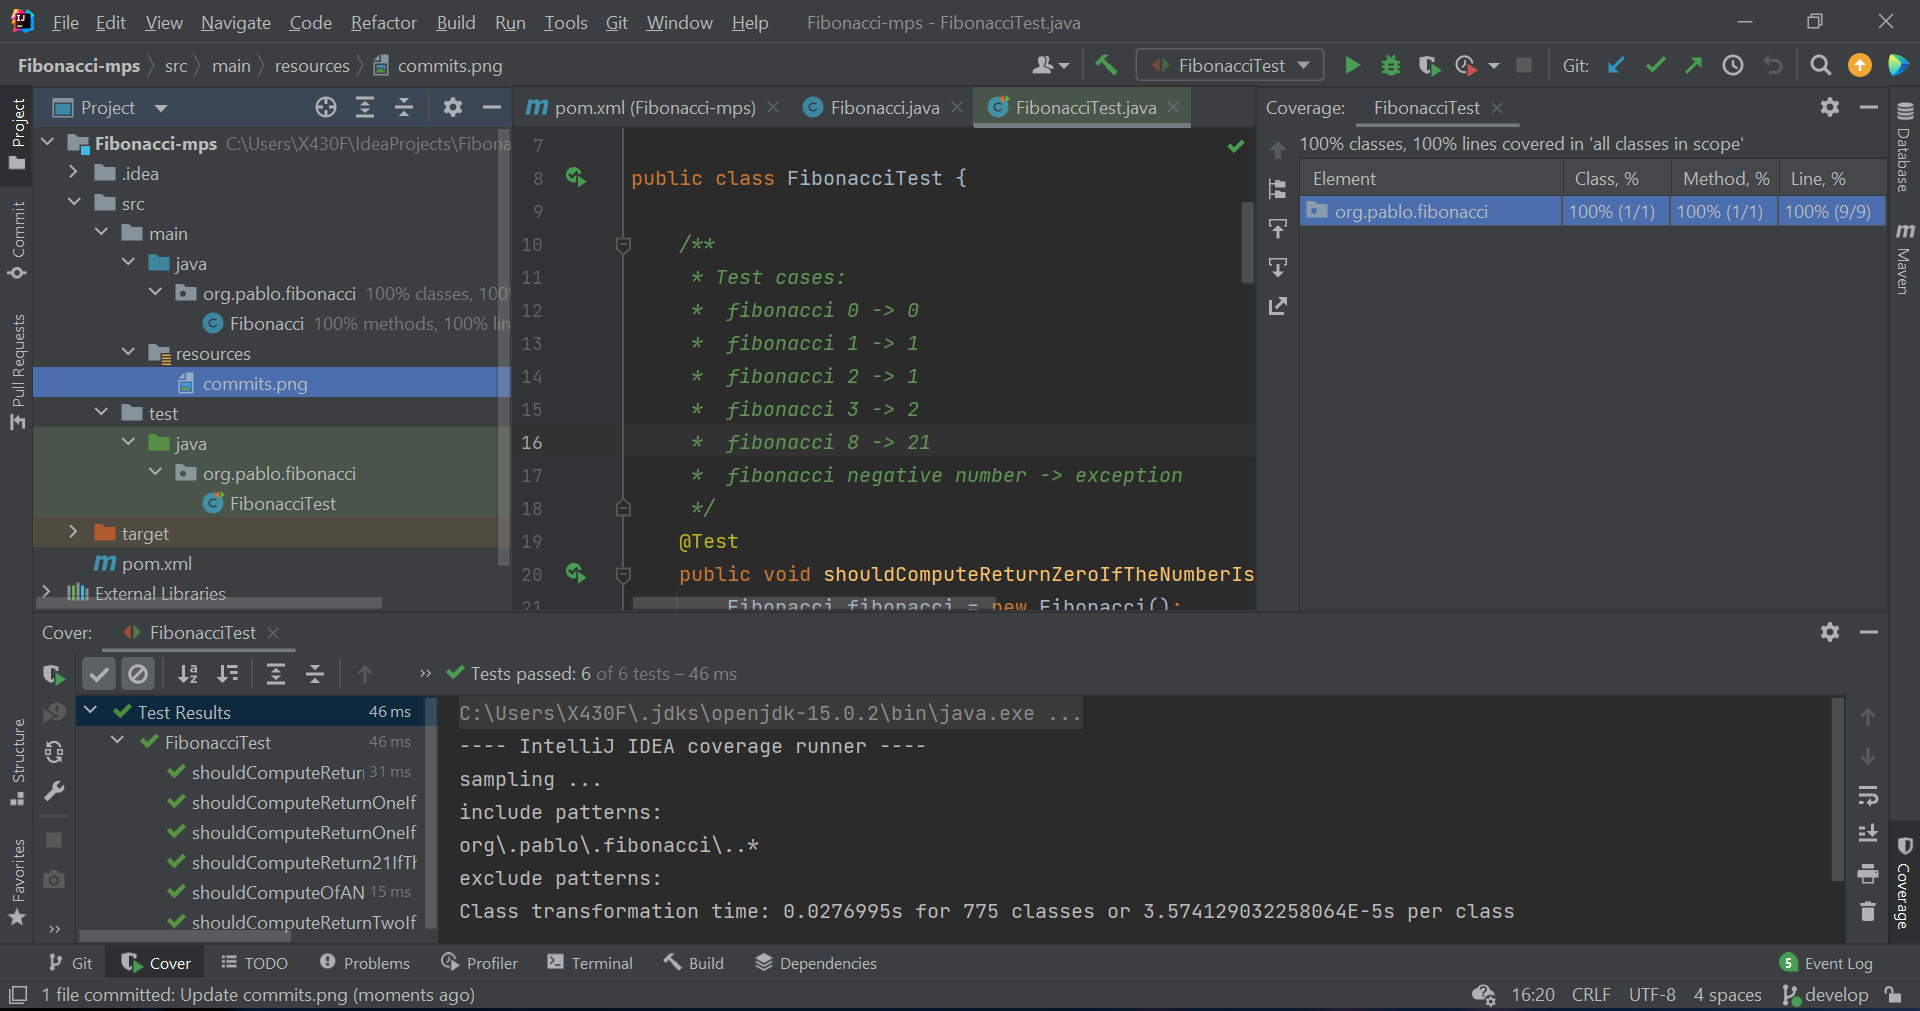 File Edit View Navigate Code Refactor Build Run Tools Git Window Help Fibonacci-mps - FibonacciTest.java
Fibonacci-mps src main resources commits.png FibonacciTest Git:
Project
Commit
Pull Requests
Structure
Favorites
Project
Fibonacci-mps C:\Users\X430F\IdeaProjects\Fibona
.idea
src
main
java
org.pablo.fibonacci 100% classes, 100
Fibonacci 100% methods, 100% lin
resources
commits.png
test
java
org.pablo.fibonacci
FibonacciTest
target
pom.xml
External Libraries
pom.xml (Fibonacci-mps) Fibonacci.java FibonacciTest.java
7
8 public class FibonacciTest {
9
10 /**
11 * Test cases:
12 * fibonacci 0 -> 0
13 * fibonacci 1 -> 1
14 * fibonacci 2 -> 1
15 * fibonacci 3 -> 2
16 * fibonacci 8 -> 21
17 * fibonacci negative number -> exception
18 */
19 @Test
20 public void shouldComputeReturnZeroIfTheNumberIs
21 Fibonacci fibonacci = new Fibonacci();
Coverage: FibonacciTest
100% classes, 100% lines covered in 'all classes in scope'
Element Class, % Method, % Line, %
org.pablo.fibonacci 100% (1/1) 100% (1/1) 100% (9/9)
Database
Maven
Coverage
Cover: FibonacciTest
Tests passed: 6 of 6 tests – 46 ms
Test Results 46 ms
FibonacciTest 46 ms
shouldComputeReturn 31 ms
shouldComputeReturnOneIf
shouldComputeReturnOneIf
shouldComputeReturn21IfTh
shouldComputeOfAN 15 ms
shouldComputeReturnTwoIf
C:\Users\X430F\.jdks\openjdk-15.0.2\bin\java.exe ...
---- IntelliJ IDEA coverage runner ----
sampling ...
include patterns:
org\.pablo\.fibonacci\..*
exclude patterns:
Class transformation time: 0.0276995s for 775 classes or 3.574129032258064E-5s per class
Git Cover TODO Problems Profiler Terminal Build Dependencies 5 Event Log
1 file committed: Update commits.png (moments ago) 16:20 CRLF UTF-8 4 spaces develop